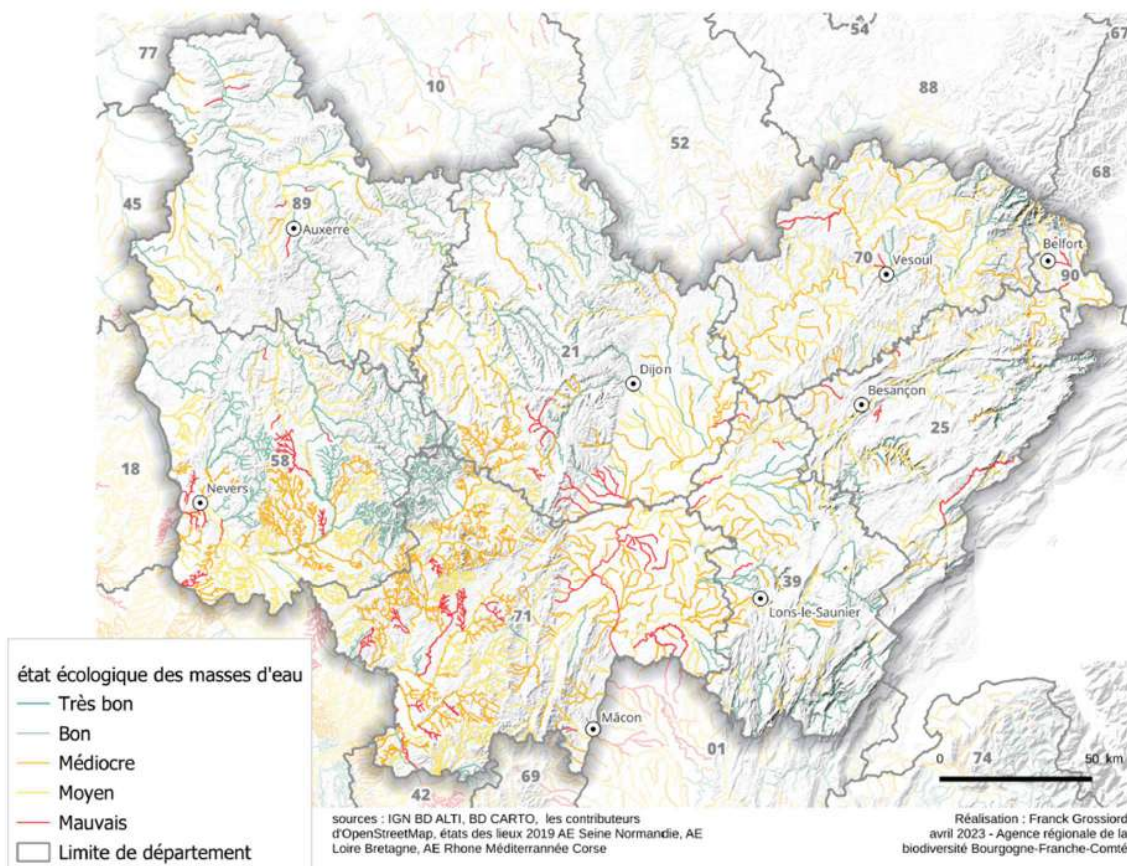 54
67
77
10
88
52
68
45
89
Auxerre
Belfort
70
Vesoul
90
21
Dijon
Besançon
25
18
58
Nevers
39
Lons-le-Saunier
71
état écologique des masses d'eau
Très bon
Bon
Médiocre
Moyen
Mauvais
Limite de département
Mâcon
01
74
69
42
0 50 km
sources : IGN BD ALTI, BD CARTO, les contributeurs
d'OpenStreetMap, états des lieux 2019 AE Seine Normandie, AE
Loire Bretagne, AE Rhone Méditerrannée Corse
Réalisation : Franck Grossiord
avril 2023 - Agence régionale de la
biodiversité Bourgogne-Franche-Comté